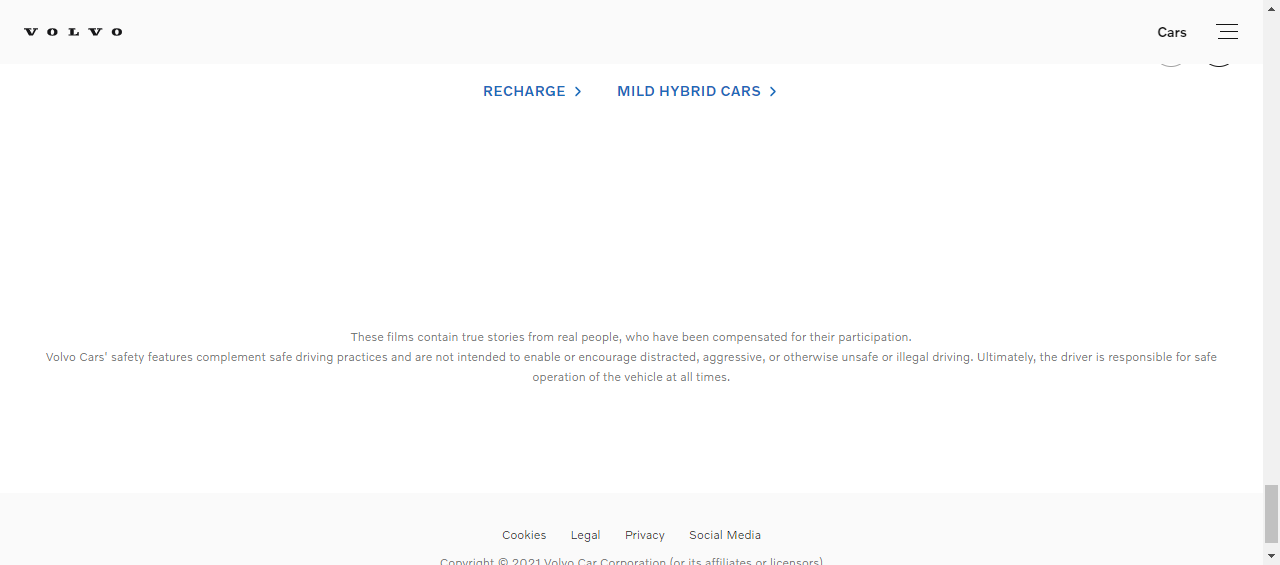 VOLVO
Cars
RECHARGE
MILD HYBRID CARS
These films contain true stories from real people, who have been compensated for their participation.
Volvo Cars' safety features complement safe driving practices and are not intended to enable or encourage distracted, aggressive, or otherwise unsafe or illegal driving. Ultimately, the driver is responsible for safe
operation of the vehicle at all times.
Cookies Legal Privacy Social Media
Copyright © 2021 Volvo Car Corporation (or its affiliates or licensors)